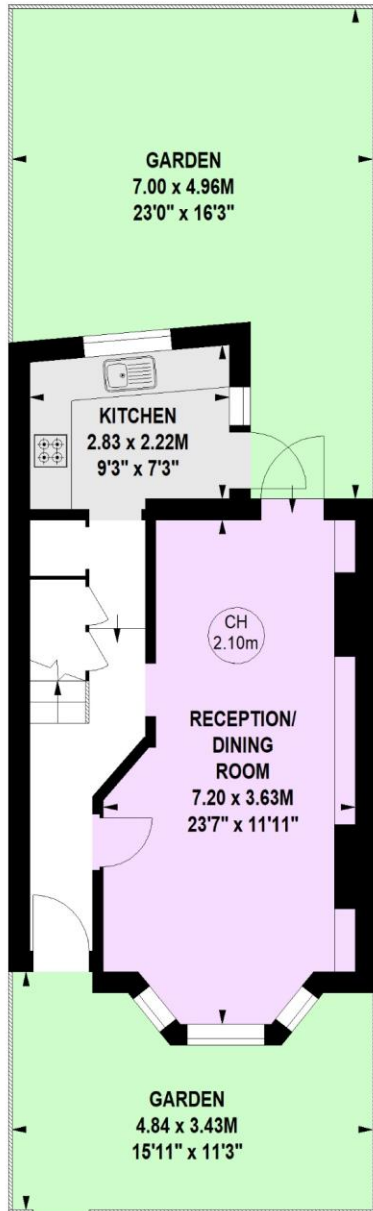 GARDEN
7.00 x 4.96M
23'0" x 16'3"
KITCHEN
2.83 x 2.22M
9'3" x 7'3"
CH
2.10m
RECEPTION/
DINING
ROOM
7.20 x 3.63M
23'7" x 11'11"
GARDEN
4.84 x 3.43M
15'11" x 11'3"